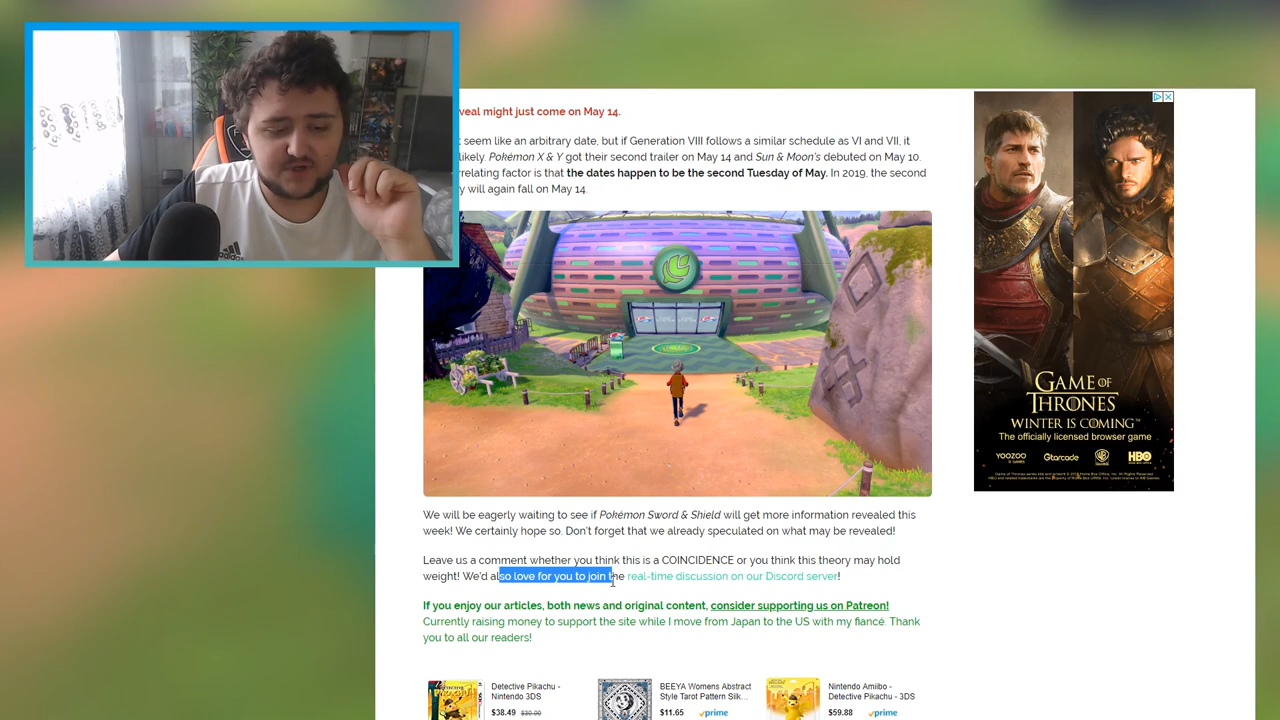 veal might just come on May 14.
seem like an arbitrary date, but if Generation VIII follows a similar schedule as VI and VII, it
likely. Pokémon X & Y got their second trailer on May 14 and Sun & Moon's debuted on May 10.
rrelating factor is that the dates happen to be the second Tuesday of May. In 2019, the second
y will again fall on May 14.
We will be eagerly waiting to see if Pokémon Sword & Shield will get more information revealed this
week! We certainly hope so. Don't forget that we already speculated on what may be revealed!
Leave us a comment whether you think this is a COINCIDENCE or you think this theory may hold
weight! We'd also love for you to join the real-time discussion on our Discord server!
If you enjoy our articles, both news and original content, consider supporting us on Patreon!
Currently raising money to support the site while I move from Japan to the US with my fiancé. Thank
you to all our readers!
Detective Pikachu -
Nintendo 3DS
$38.49 $39.99
BEEYA Womens Abstract
Style Tarot Pattern Silk...
$11.65 prime
Nintendo Amiibo -
Detective Pikachu - 3DS
$59.88 prime
GAME OF
THRONES
WINTER IS COMING™
The officially licensed browser game
YOOZOO
GAMES
Gtarcade
WB
HBO
adidas